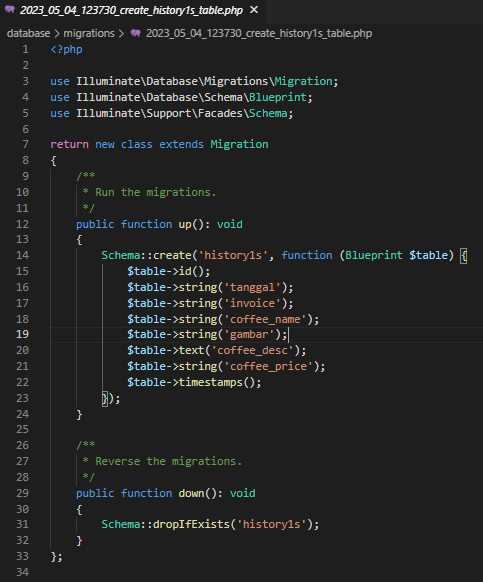 2023_05_04_123730_create_history1s_table.php ×
database > migrations > 2023_05_04_123730_create_history1s_table.php
1 <?php
2
3 use Illuminate\Database\Migrations\Migration;
4 use Illuminate\Database\Schema\Blueprint;
5 use Illuminate\Support\Facades\Schema;
6
7 return new class extends Migration
8 {
9     /**
10      * Run the migrations.
11      */
12     public function up(): void
13     {
14         Schema::create('history1s', function (Blueprint $table) {
15             $table->id();
16             $table->string('tanggal');
17             $table->string('invoice');
18             $table->string('coffee_name');
19             $table->string('gambar');
20             $table->text('coffee_desc');
21             $table->string('coffee_price');
22             $table->timestamps();
23         });
24     }
25
26     /**
27      * Reverse the migrations.
28      */
29     public function down(): void
30     {
31         Schema::dropIfExists('history1s');
32     }
33 };
34